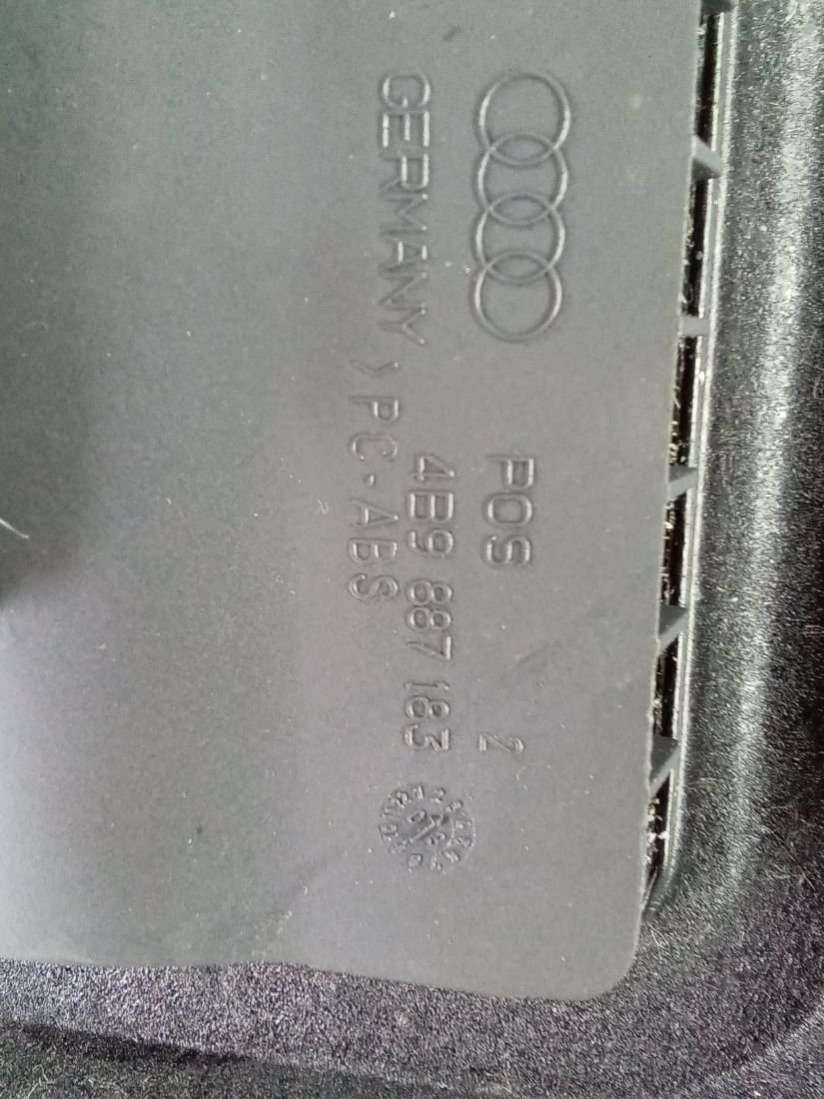 GERMANY >PC-ABS
POS 2
4B9 887 183